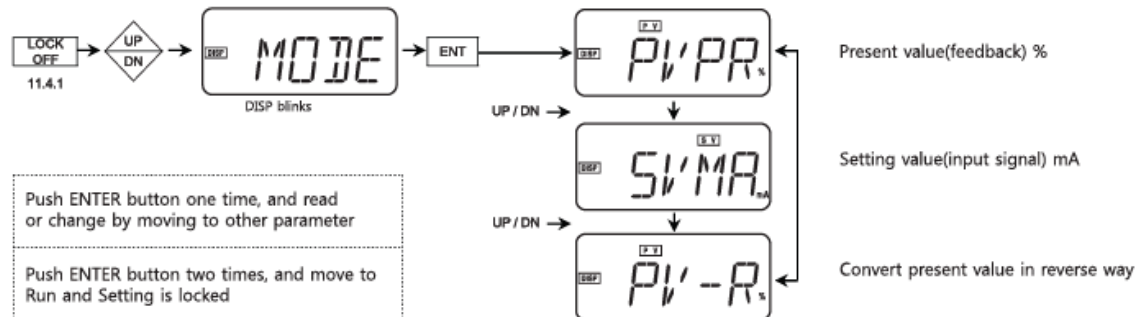 LOCK
OFF
11.4.1
UP
DN
DISP
MODE
DISP blinks
ENT
P V
DISP
PVPR
%
Present value(feedback) %
UP / DN
S V
DISP
SVMA
mA
Setting value(input signal) mA
UP / DN
P V
DISP
PV-R
%
Convert present value in reverse way
Push ENTER button one time, and read
or change by moving to other parameter
Push ENTER button two times, and move to
Run and Setting is locked